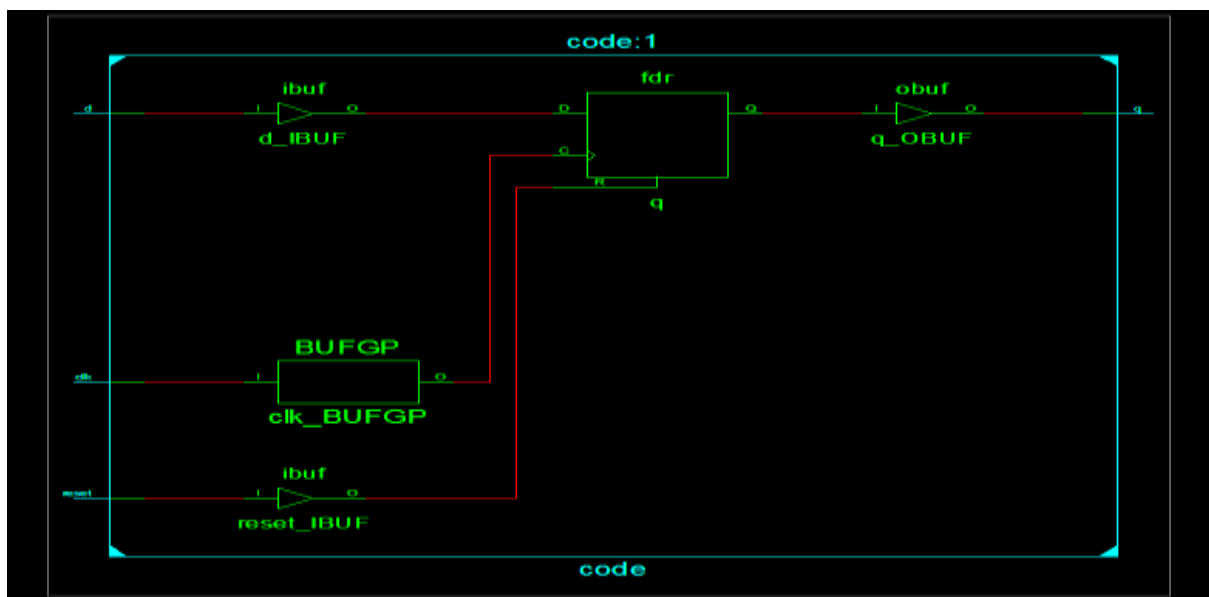 code:1
fdr
ibuf
obuf
d I O D Q I O q
d_IBUF
q_OBUF
C
R
q
BUFGP
clk I O
clk_BUFGP
ibuf
reset I O
reset_IBUF
code